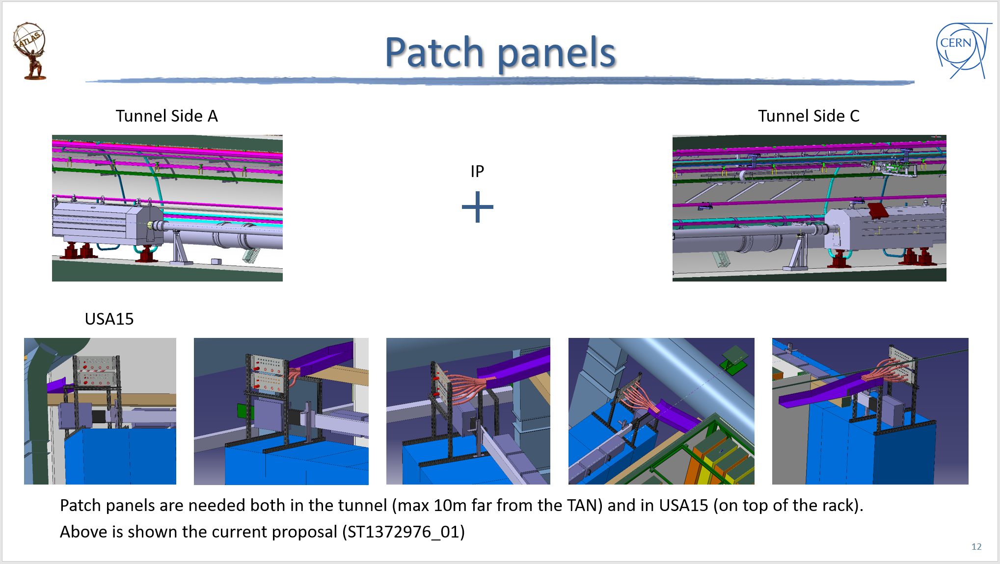 ATLAS
CERN
Patch panels
Tunnel Side A
Tunnel Side C
IP
USA15
Patch panels are needed both in the tunnel (max 10m far from the TAN) and in USA15 (on top of the rack).
Above is shown the current proposal (ST1372976_01)
12